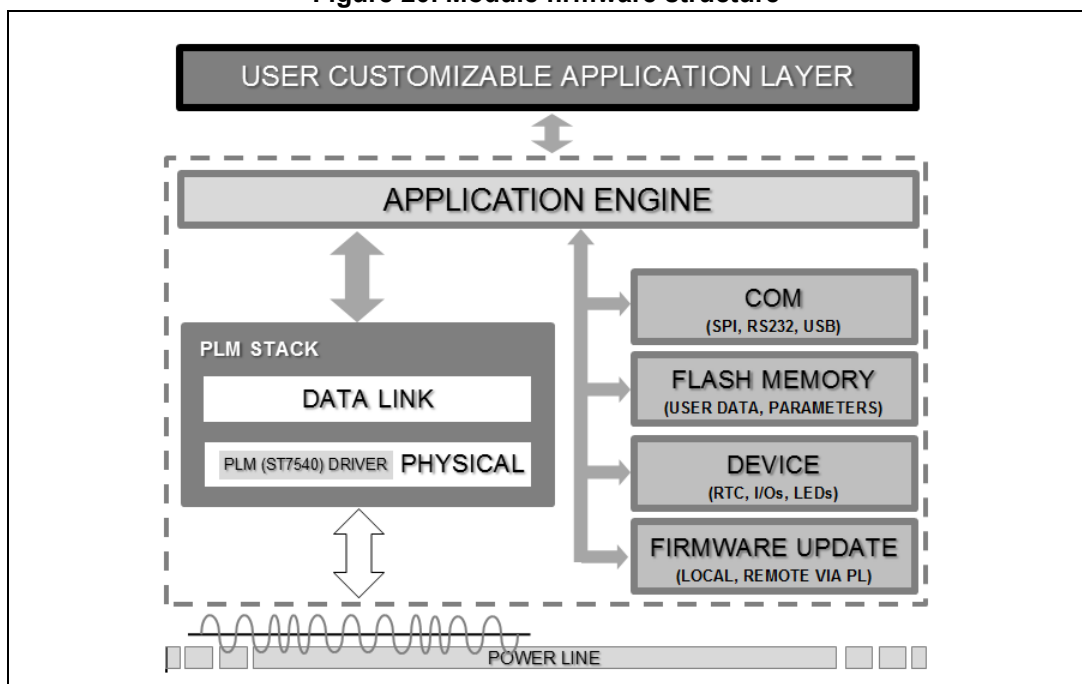 Figure Module firmware structure
USER CUSTOMIZABLE APPLICATION LAYER
APPLICATION ENGINE
COM
(SPI, RS232, USB)
PLM STACK
DATA LINK
FLASH MEMORY
(USER DATA, PARAMETERS)
PLM (ST7540) DRIVER PHYSICAL
DEVICE
(RTC, I/Os, LEDs)
FIRMWARE UPDATE
(LOCAL, REMOTE VIA PL)
POWER LINE